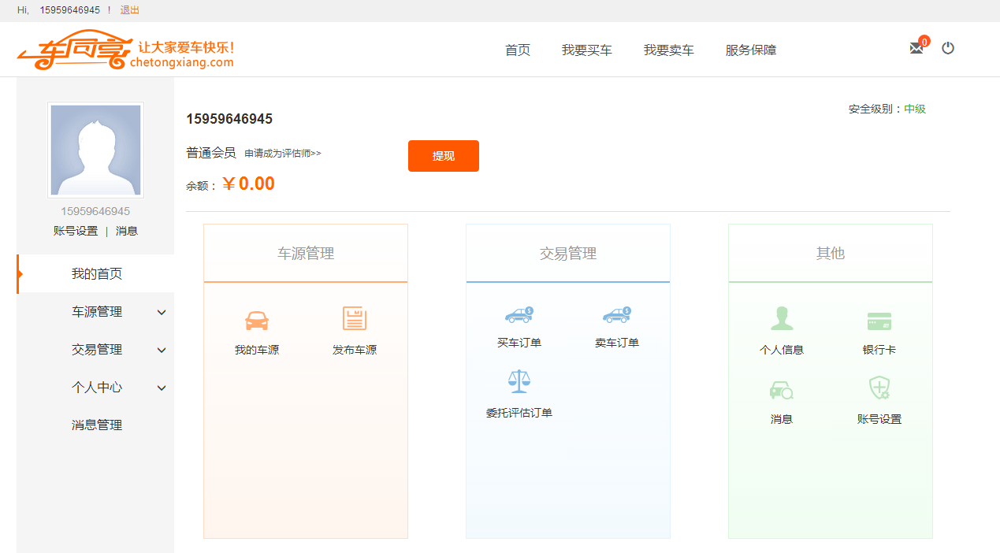 Hi, 15959646945 ! 退出
车同享 让大家爱车快乐!
chetongxiang.com
首页 我要买车 我要卖车 服务保障
0
15959646945
账号设置 | 消息
我的首页
车源管理
交易管理
个人中心
消息管理
15959646945
安全级别：中级
普通会员 申请成为评估师>>
提现
余额：￥0.00
车源管理
我的车源 发布车源
交易管理
买车订单 卖车订单
委托评估订单
其他
个人信息 银行卡
消息 账号设置